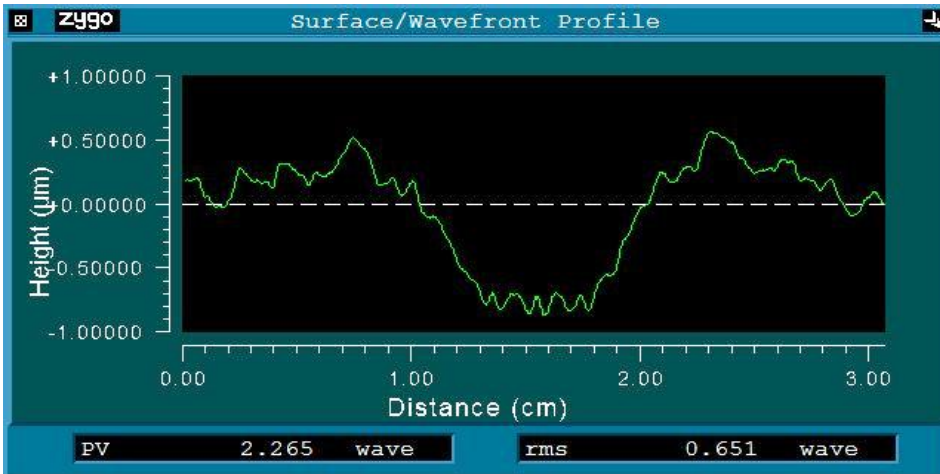 zygo Surface/Wavefront Profile
+1.00000
+0.50000
+0.00000
-0.50000
-1.00000
Height (µm)
0.00 1.00 2.00 3.00
Distance (cm)
PV 2.265 wave rms 0.651 wave